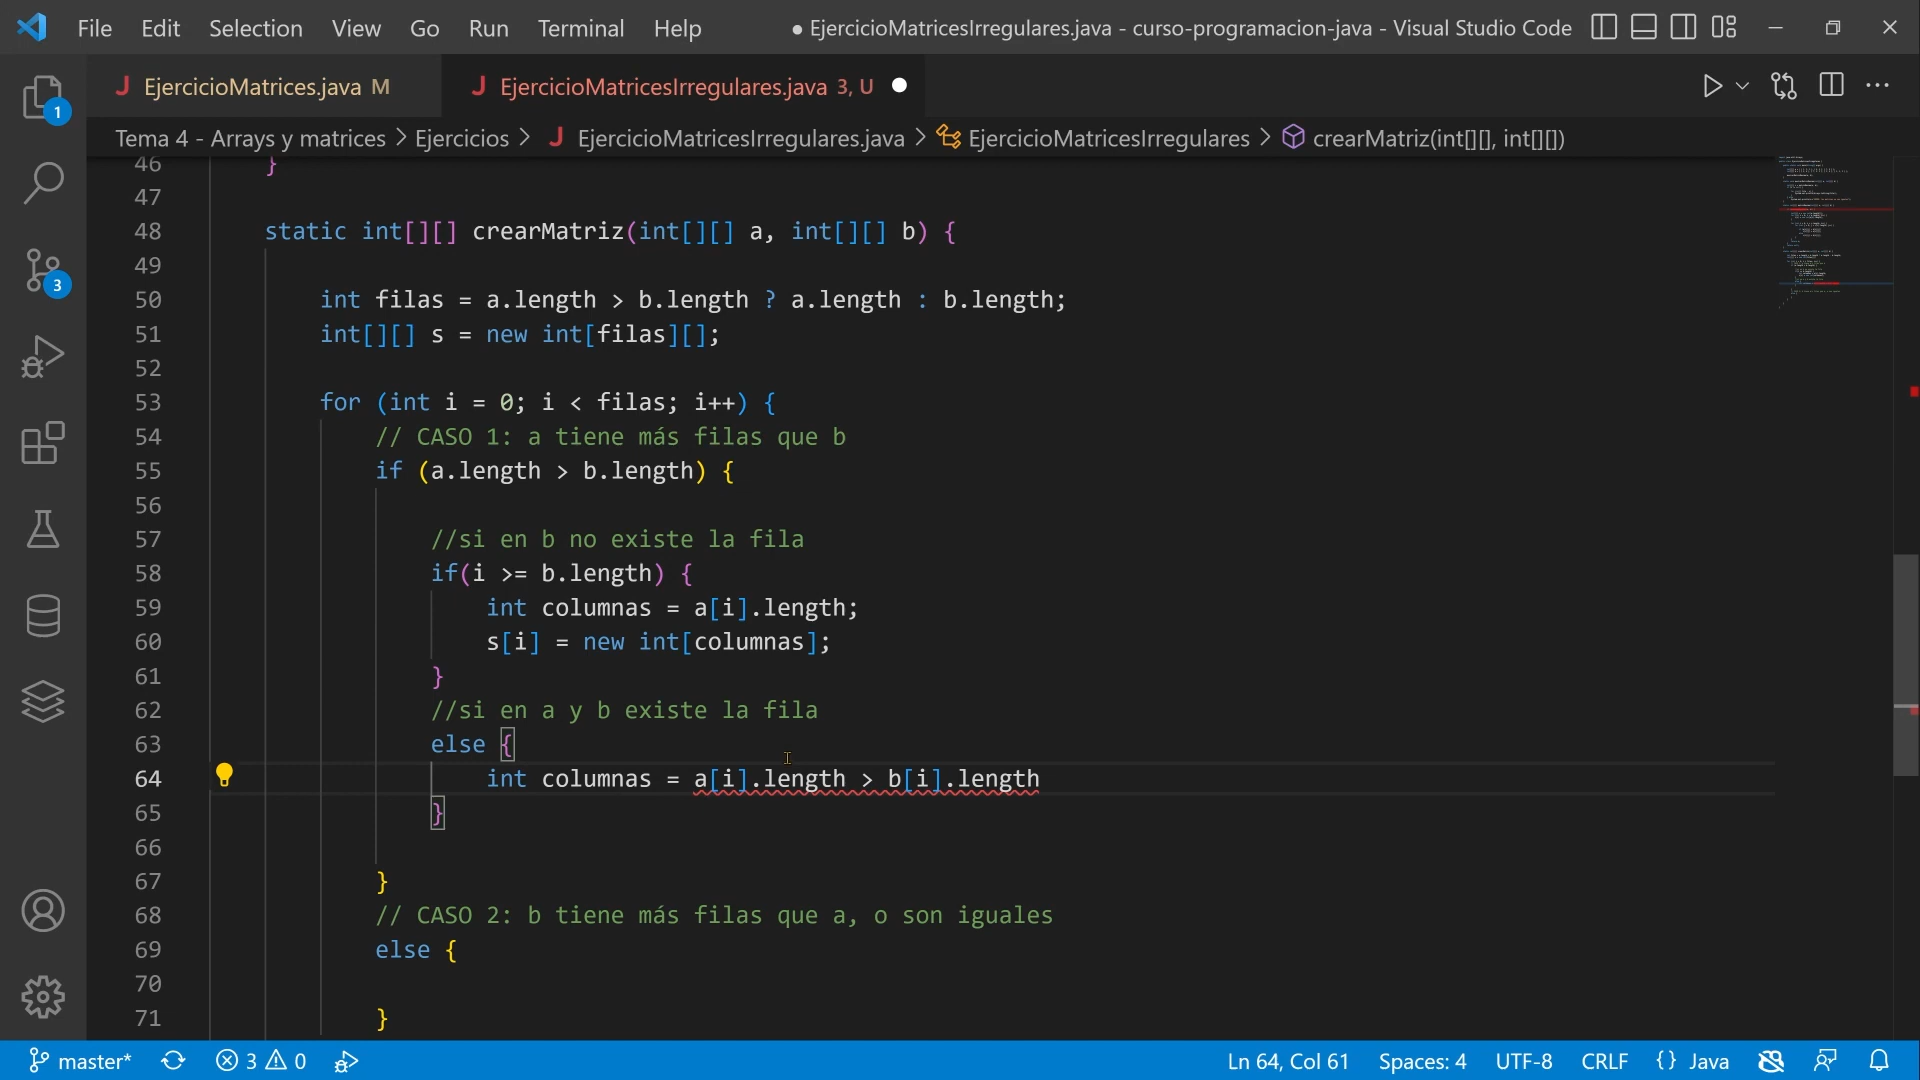 File Edit Selection View Go Run Terminal Help ● EjercicioMatricesIrregulares.java - curso-programacion-java - Visual Studio Code
J EjercicioMatrices.java M J EjercicioMatricesIrregulares.java 3, U
Tema 4 - Arrays y matrices > Ejercicios > J EjercicioMatricesIrregulares.java > EjercicioMatricesIrregulares > crearMatriz(int[][], int[][])
1
3
46 }
47
48 static int[][] crearMatriz(int[][] a, int[][] b) {
49
50 int filas = a.length > b.length ? a.length : b.length;
51 int[][] s = new int[filas][];
52
53 for (int i = 0; i < filas; i++) {
54 // CASO 1: a tiene más filas que b
55 if (a.length > b.length) {
56
57 //si en b no existe la fila
58 if(i >= b.length) {
59 int columnas = a[i].length;
60 s[i] = new int[columnas];
61 }
62 //si en a y b existe la fila
63 else {
64 int columnas = a[i].length > b[i].length
65 }
66
67 }
68 // CASO 2: b tiene más filas que a, o son iguales
69 else {
70
71 }
master* 3 0 Ln 64, Col 61 Spaces: 4 UTF-8 CRLF {} Java